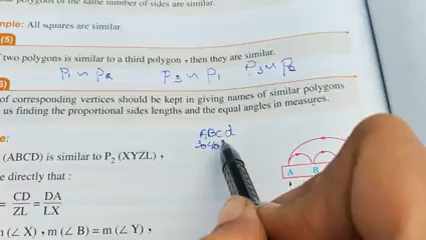 number of the same number of sides are similar.
mple: All squares are similar.
(5)
two polygons is similar to a third polygon, then they are similar.
P1 ~ P2 P3 ~ P1 P3 ~ P2
of corresponding vertices should be kept in giving names of similar polygons
us finding the proportional sides lengths and the equal angles in measures.
e:
ABCd
(ABCD) is similar to P₂ (XYZL),
e directly that :
A B
= CD/ZL = DA/LX
(∠ X), m (∠ B) = m (∠ Y),